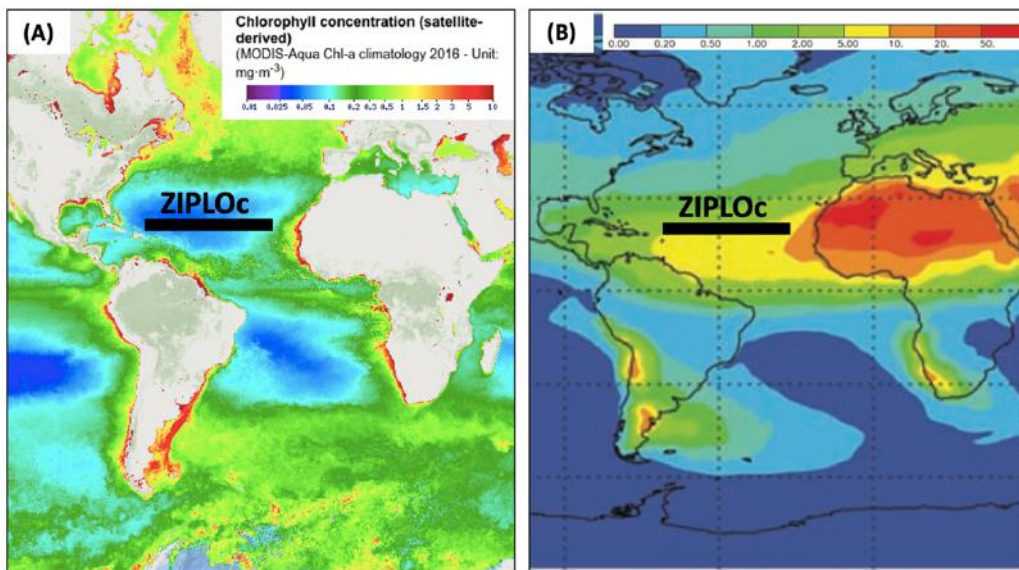 (A)
Chlorophyll concentration (satellite-
derived)
(MODIS-Aqua Chl-a climatology 2016 - Unit:
mg·m⁻³)
0.01 0.025 0.05 0.1 0.2 0.3 0.5 1 1.5 2 3 5 10
ZIPLOc
(B)
0.00 0.20 0.50 1.00 2.00 5.00 10. 20. 50.
ZIPLOc